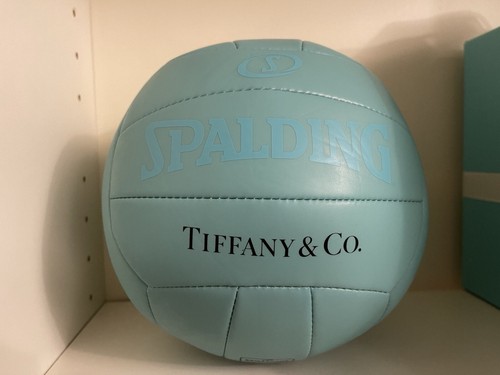 SPALDING
TIFFANY & CO.